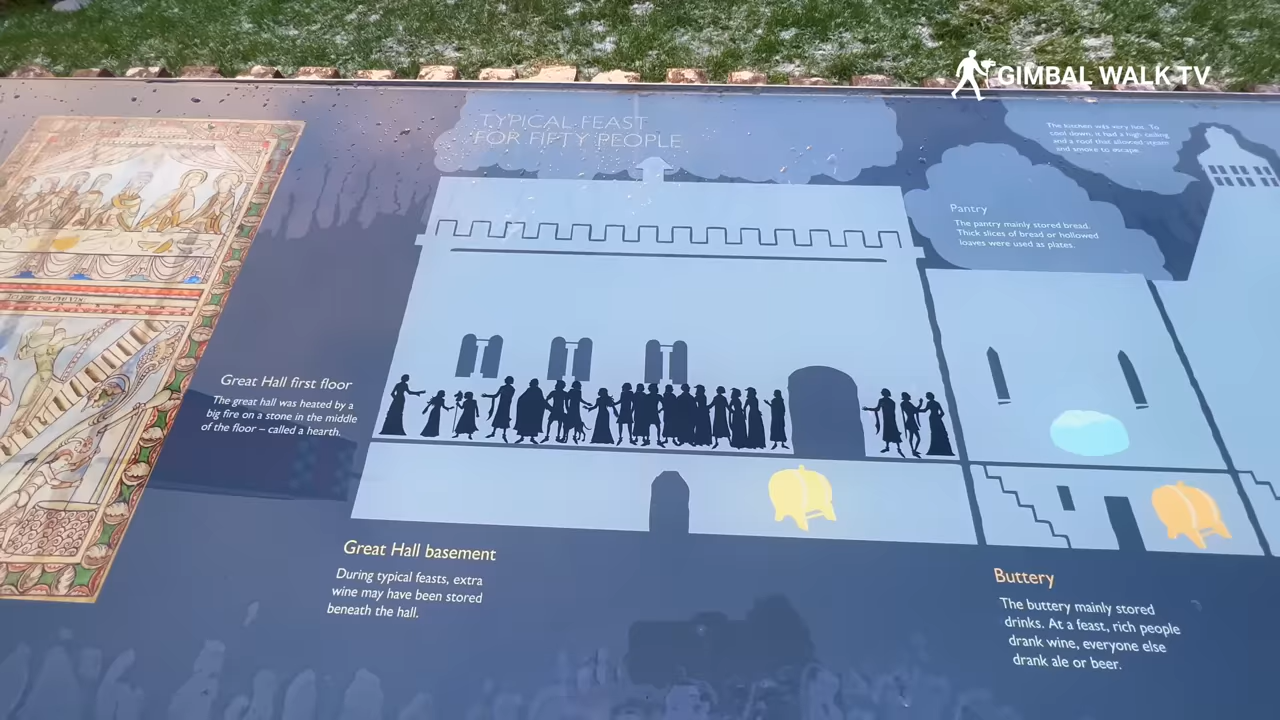 GIMBAL WALK TV
TYPICAL FEAST
FOR FIFTY PEOPLE
The kitchen was very hot. To
cool down, it had a high ceiling
and a roof that allowed steam
and smoke to escape.
Pantry
The pantry mainly stored bread.
Thick slices of bread or hollowed
loaves were used as plates.
Great Hall first floor
The great hall was heated by a
big fire on a stone in the middle
of the floor – called a hearth.
Great Hall basement
During typical feasts, extra
wine may have been stored
beneath the hall.
Buttery
The buttery mainly stored
drinks. At a feast, rich people
drank wine, everyone else
drank ale or beer.